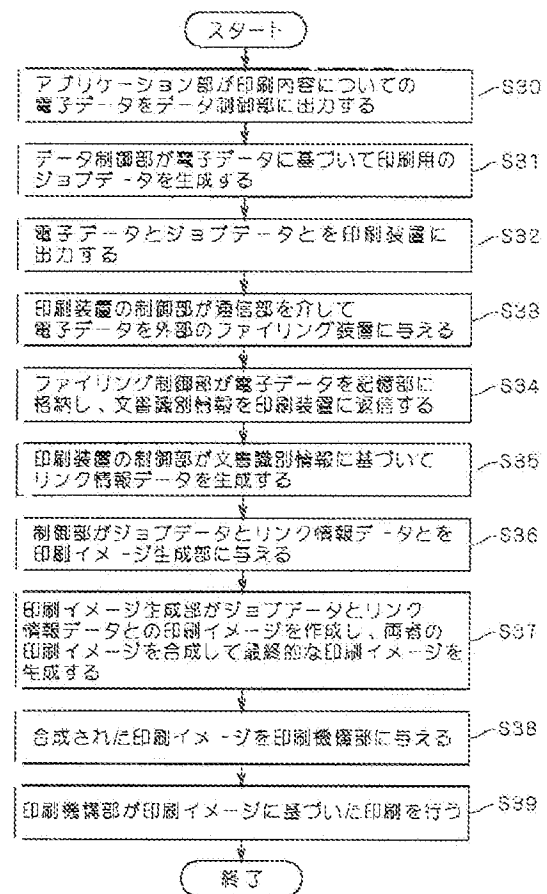 スタート
アプリケーション部が印刷内容についての
電子データをデータ制御部に出力する
S30
データ制御部が電子データに基づいて印刷用の
ジョブデータを生成する
S31
電子データとジョブデータとを印刷装置に
出力する
S32
印刷装置の制御部が通信部を介して
電子データを外部のファイリング装置に与える
S33
ファイリング制御部が電子データを記憶部に
格納し、文書識別情報を印刷装置に返信する
S34
印刷装置の制御部が文書識別情報に基づいて
リンク情報データを生成する
S35
制御部がジョブデータとリンク情報データとを
印刷イメージ生成部に与える
S36
印刷イメージ生成部がジョブデータとリンク
情報データとの印刷イメージを作成し、両者の
印刷イメージを合成して最終的な印刷イメージを
生成する
S37
合成された印刷イメージを印刷機構部に与える
S38
印刷機構部が印刷イメージに基づいた印刷を行う
S39
終了